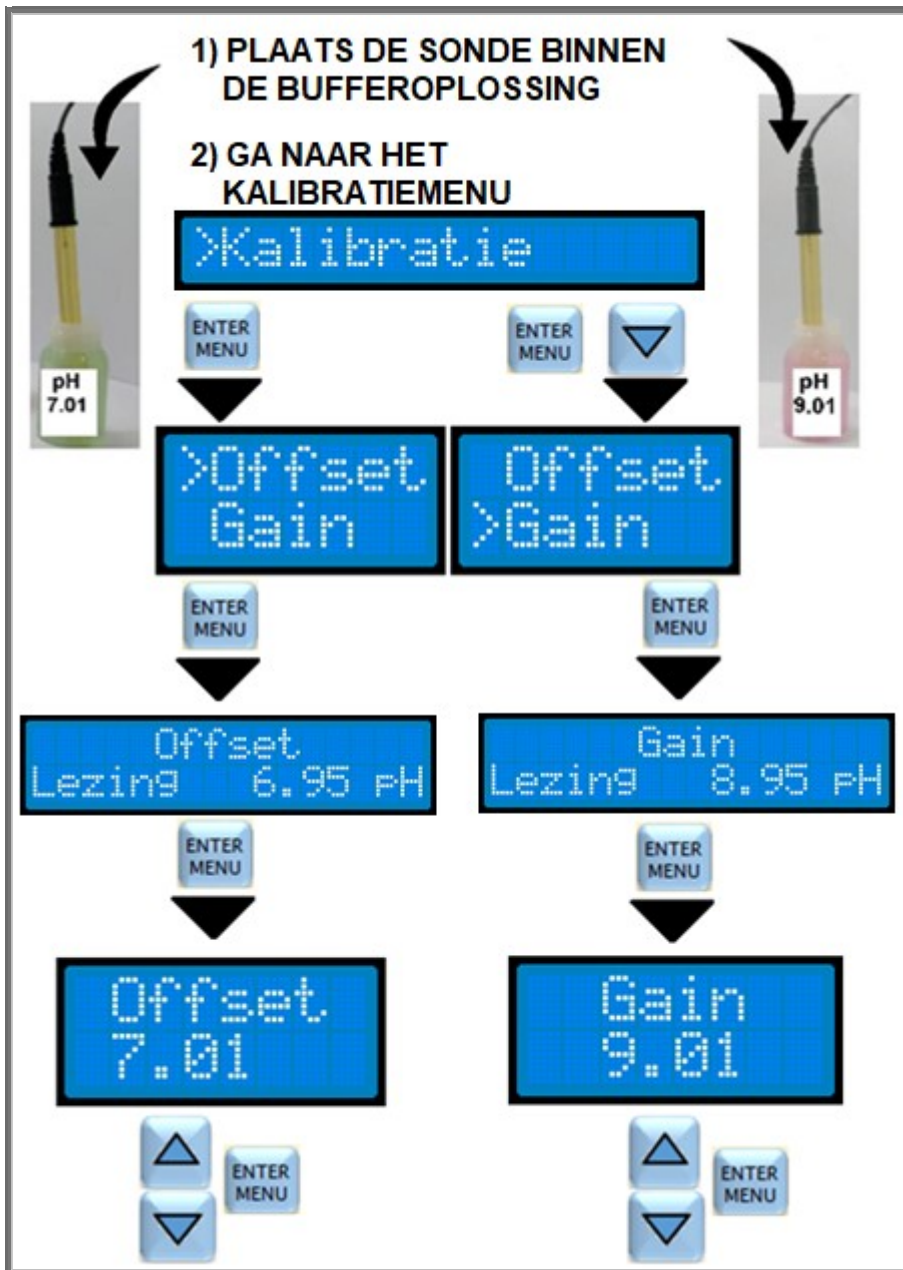 1) PLAATS DE SONDE BINNEN
DE BUFFEROPLOSSING
2) GA NAAR HET
KALIBRATIEMENU
>Kalibratie
ENTER
MENU
ENTER
MENU
pH
7.01
pH
9.01
>Offset
Gain
Offset
>Gain
ENTER
MENU
ENTER
MENU
Offset
Lezing 6.95 pH
Gain
Lezing 8.95 pH
ENTER
MENU
ENTER
MENU
Offset
7.01
Gain
9.01
ENTER
MENU
ENTER
MENU